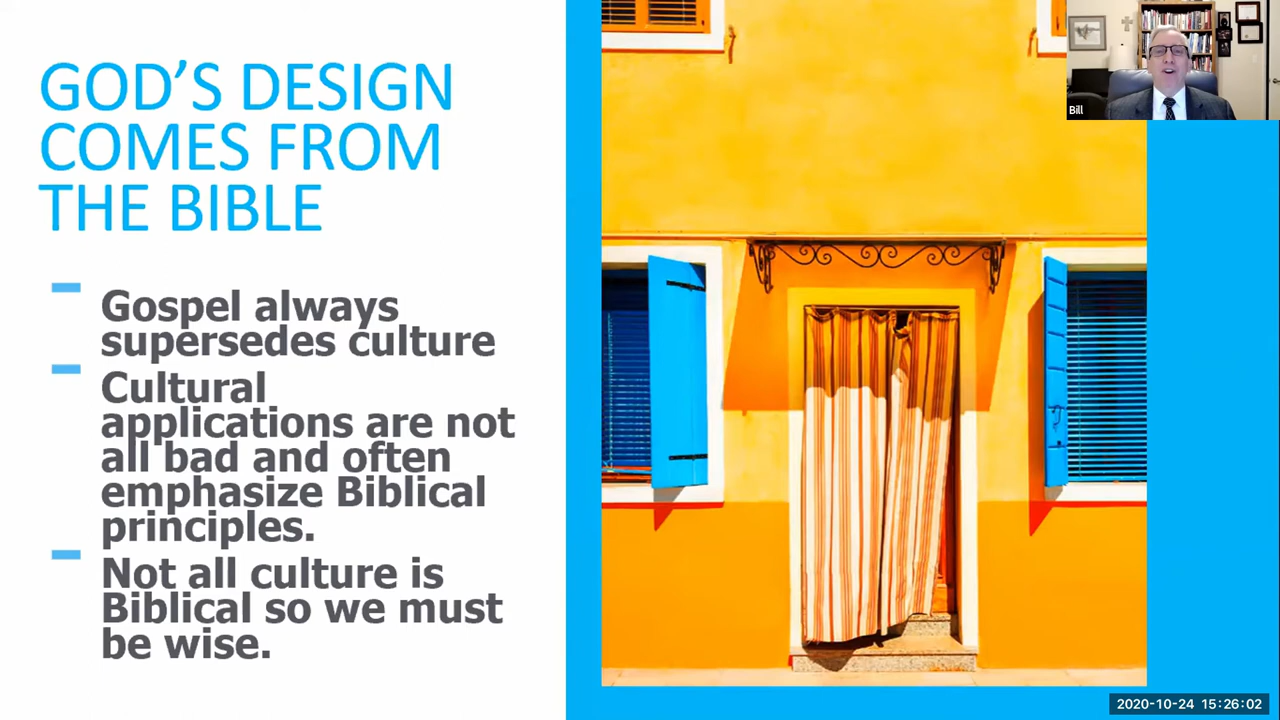 GOD’S DESIGN
COMES FROM
THE BIBLE
Gospel always
supersedes culture
Cultural
applications are not
all bad and often
emphasize Biblical
principles.
Not all culture is
Biblical so we must
be wise.
Bill
2020-10-24 15:26:02